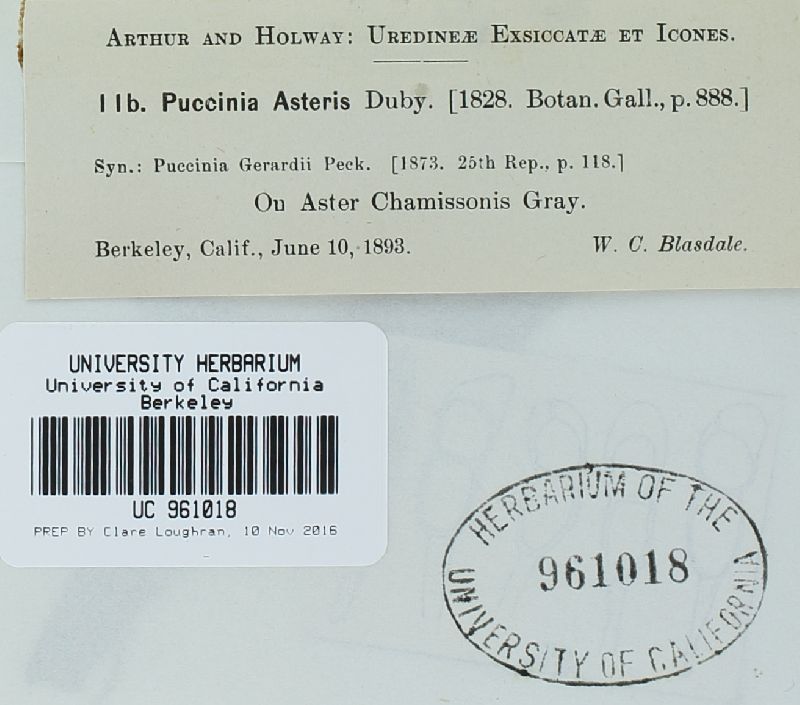 ARTHUR AND HOLWAY: UREDINEÆ EXSICCATÆ ET ICONES.
11b. Puccinia Asteris Duby. [1828. Botan. Gall., p. 888.]
Syn.: Puccinia Gerardii Peck. [1873. 25th Rep., p. 118.]
On Aster Chamissonis Gray.
Berkeley, Calif., June 10, 1893. W. C. Blasdale.
UNIVERSITY HERBARIUM
University of California
Berkeley
UC 961018
PREP BY Clare Loughran, 10 Nov 2016
HERBARIUM OF THE
961018
UNIVERSITY OF CALIFORNIA